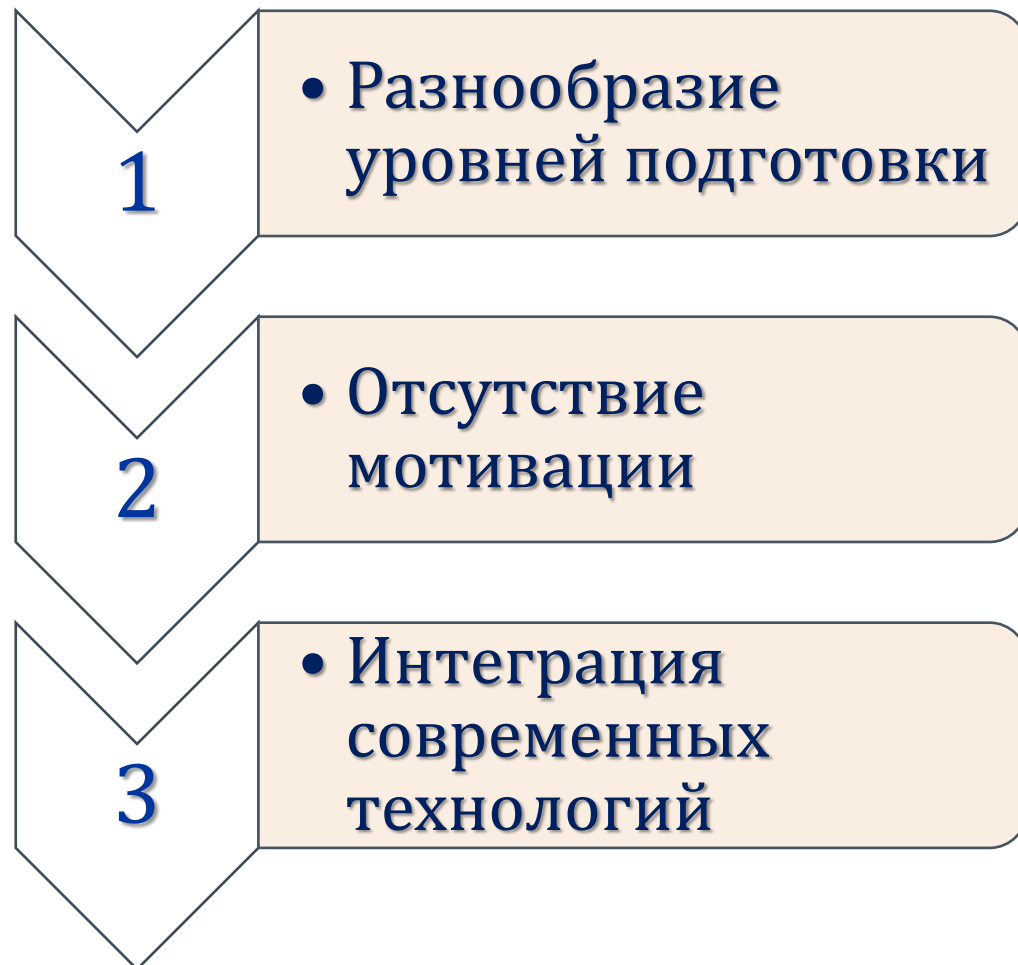 1
• Разнообразие
уровней подготовки
2
• Отсутствие
мотивации
3
• Интеграция
современных
технологий